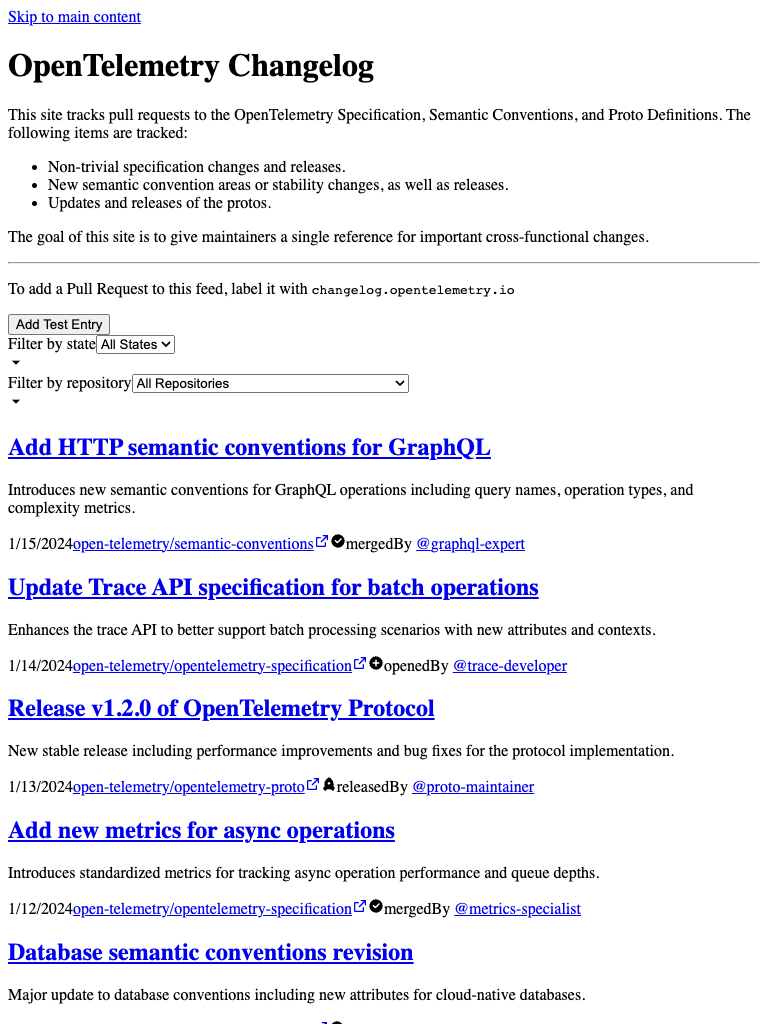 Skip to main content
OpenTelemetry Changelog
This site tracks pull requests to the OpenTelemetry Specification, Semantic Conventions, and Proto Definitions. The
following items are tracked:
Non-trivial specification changes and releases.
New semantic convention areas or stability changes, as well as releases.
Updates and releases of the protos.
The goal of this site is to give maintainers a single reference for important cross-functional changes.
To add a Pull Request to this feed, label it with changelog.opentelemetry.io
Add Test Entry
Filter by state All States
Filter by repository All Repositories
Add HTTP semantic conventions for GraphQL
Introduces new semantic conventions for GraphQL operations including query names, operation types, and
complexity metrics.
1/15/2024open-telemetry/semantic-conventions mergedBy @graphql-expert
Update Trace API specification for batch operations
Enhances the trace API to better support batch processing scenarios with new attributes and contexts.
1/14/2024open-telemetry/opentelemetry-specification openedBy @trace-developer
Release v1.2.0 of OpenTelemetry Protocol
New stable release including performance improvements and bug fixes for the protocol implementation.
1/13/2024open-telemetry/opentelemetry-proto releasedBy @proto-maintainer
Add new metrics for async operations
Introduces standardized metrics for tracking async operation performance and queue depths.
1/12/2024open-telemetry/opentelemetry-specification mergedBy @metrics-specialist
Database semantic conventions revision
Major update to database conventions including new attributes for cloud-native databases.